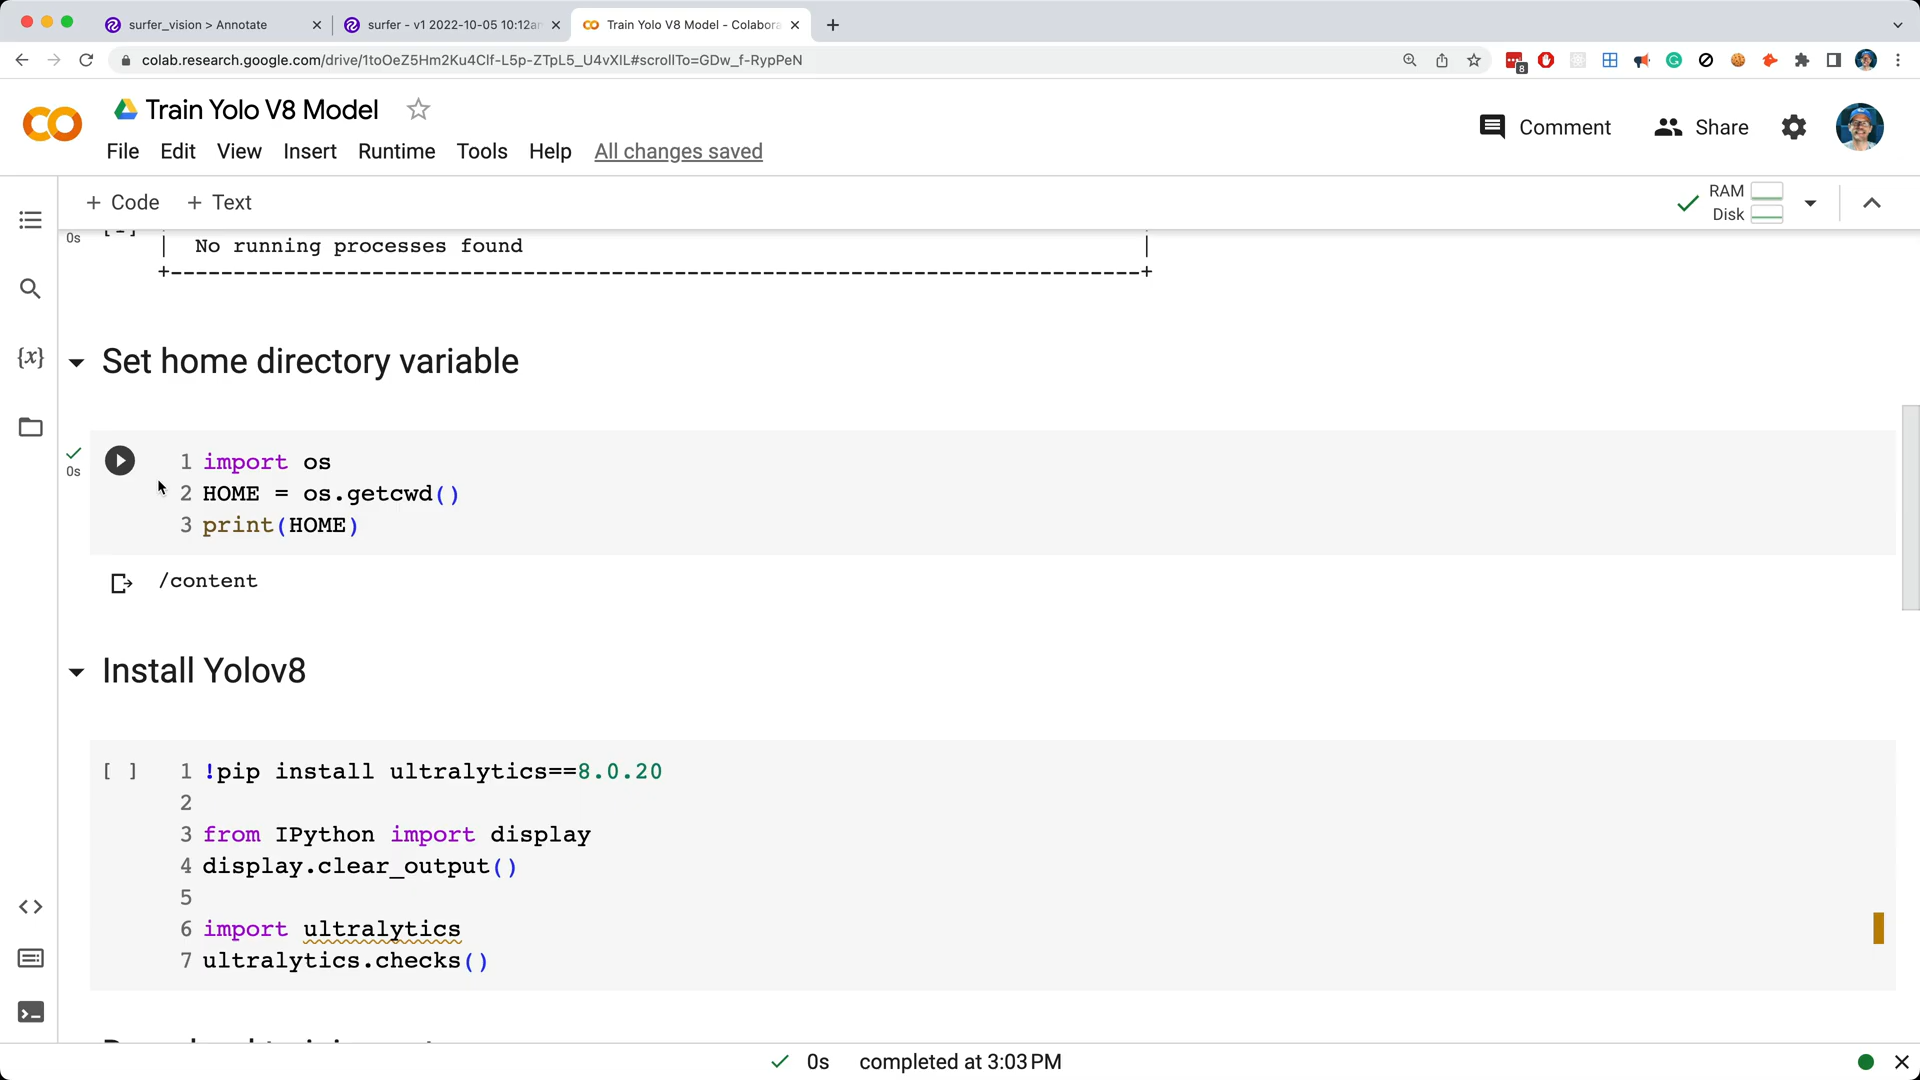 surfer_vision > Annotate
surfer - v1 2022-10-05 10:12a
Train Yolo V8 Model - Colabora
colab.research.google.com/drive/1toOeZ5Hm2Ku4Clf-L5p-ZTpL5_U4vXIL#scrollTo=GDw_f-RypPeN
8
Train Yolo V8 Model
File Edit View Insert Runtime Tools Help All changes saved
Comment
Share
+ Code + Text
RAM
Disk
0s
[1]
| No running processes found |
+-----------------------------------------------------------------------------+
Set home directory variable
0s
1 import os
2 HOME = os.getcwd()
3 print(HOME)
/content
Install Yolov8
[ ]
1 !pip install ultralytics==8.0.20
2
3 from IPython import display
4 display.clear_output()
5
6 import ultralytics
7 ultralytics.checks()
0s completed at 3:03 PM